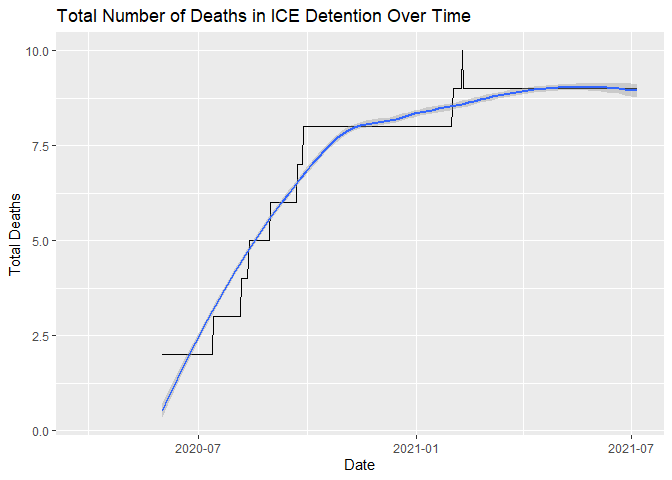 Total Number of Deaths in ICE Detention Over Time
10.0
7.5
5.0
2.5
0.0
Total Deaths
2020-07 2021-01 2021-07
Date